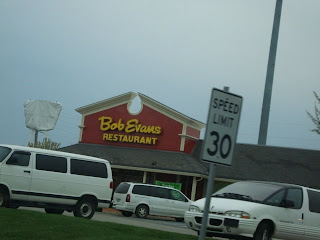 Bob Evans
RESTAURANT
SPEED
LIMIT
30